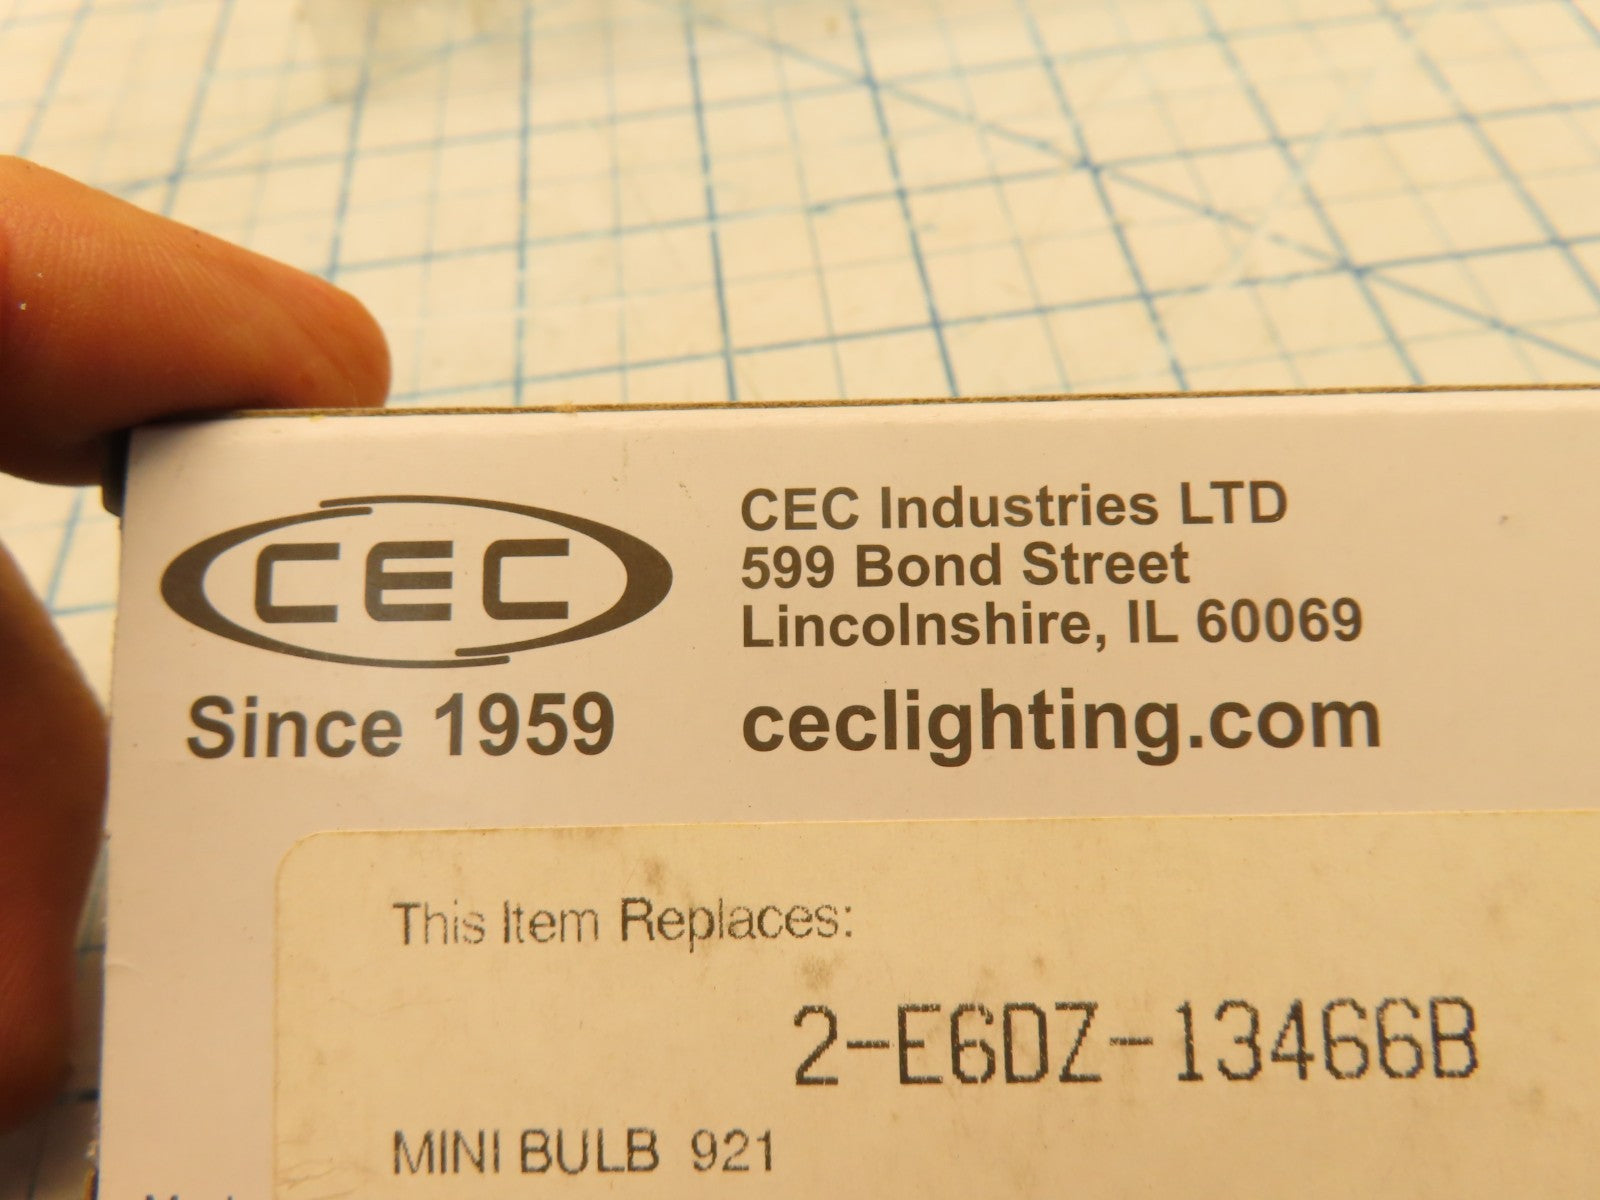 CEC
Since 1959
CEC Industries LTD
599 Bond Street
Lincolnshire, IL 60069
ceclighting.com
This Item Replaces:
2-E6DZ-13466B
MINI BULB 921